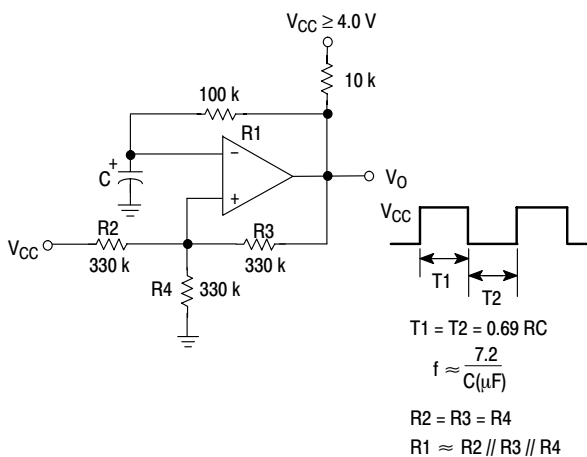 V_CC ≥ 4.0 V
10 k
100 k
R1
−
+
C
+
V_O
V_CC
R2
330 k
R3
330 k
R4
330 k
V_CC
T1
T2
T1 = T2 = 0.69 RC
f ≈ 7.2 / C(μF)
R2 = R3 = R4
R1 ≈ R2 // R3 // R4